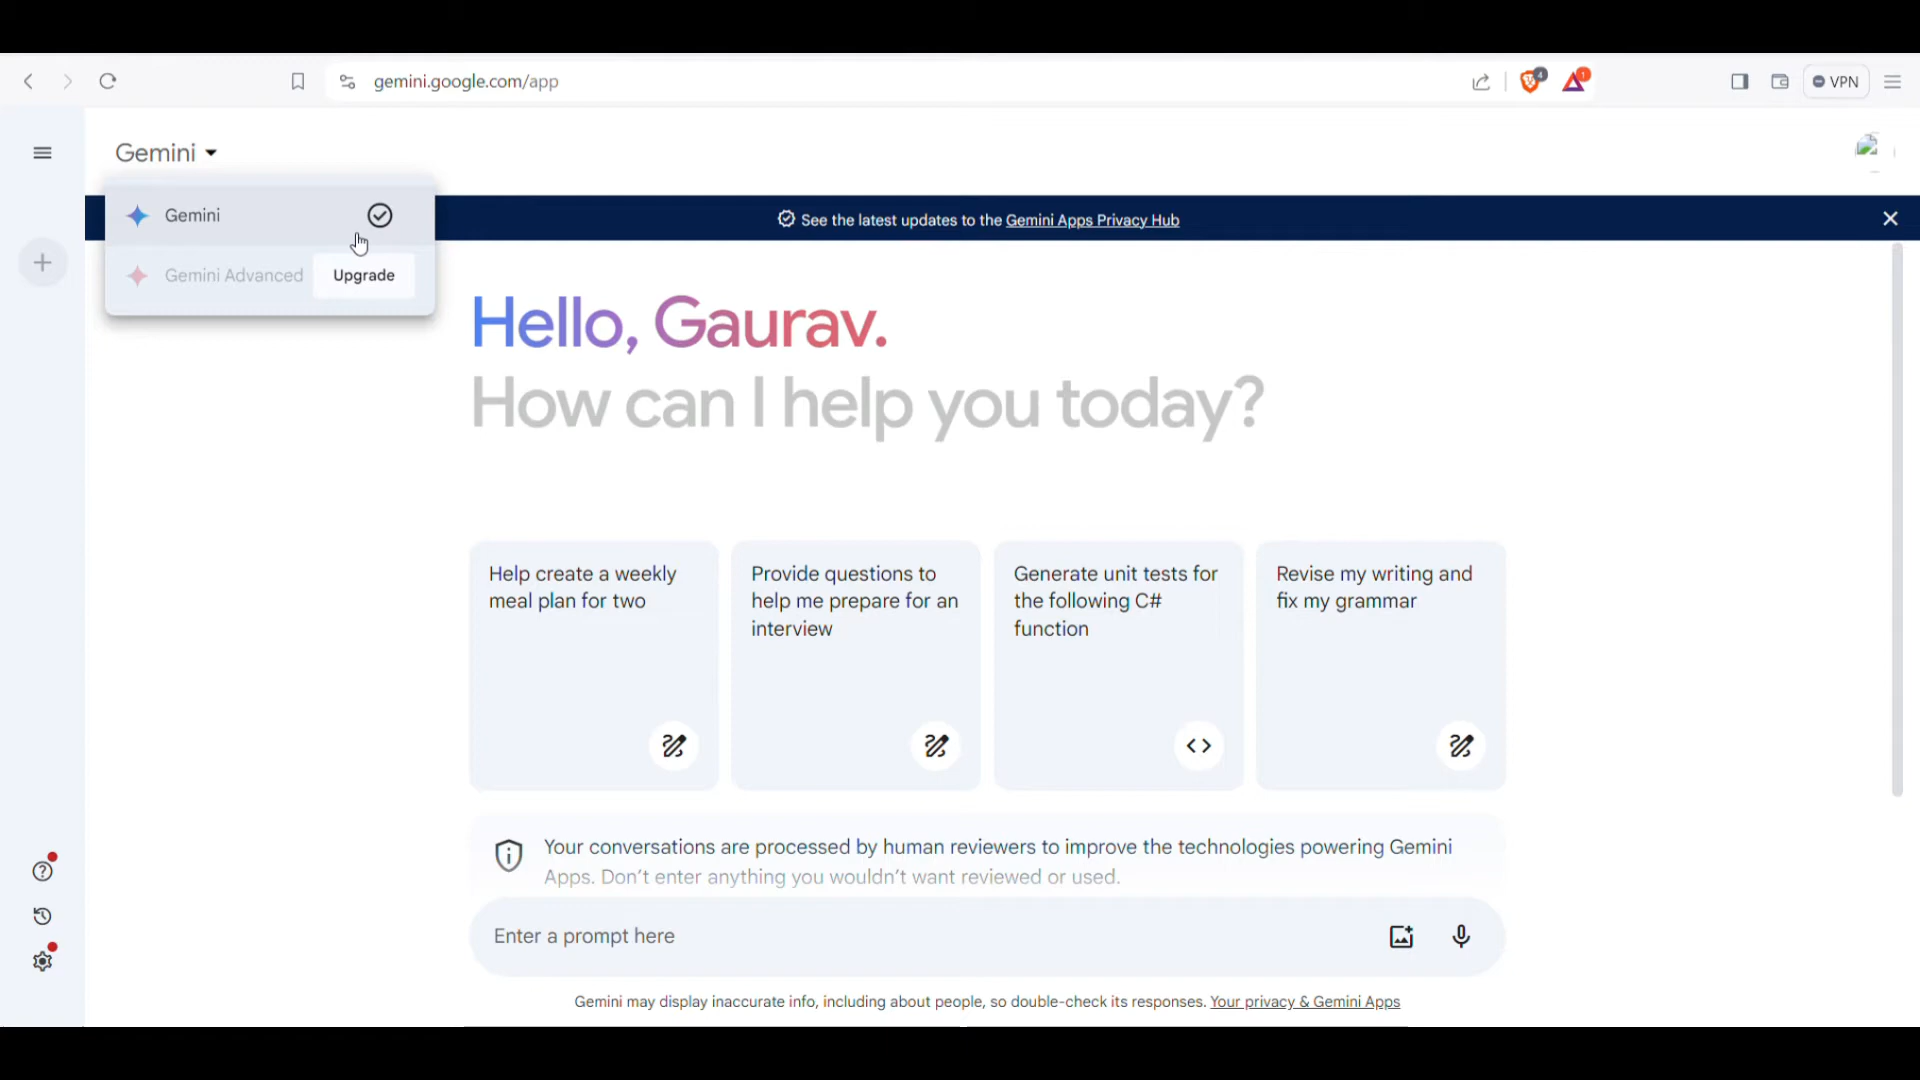 gemini.google.com/app
4
1
VPN
Gemini
Gemini
Gemini Advanced
Upgrade
See the latest updates to the Gemini Apps Privacy Hub
Hello, Gaurav.
How can I help you today?
Help create a weekly
meal plan for two
Provide questions to
help me prepare for an
interview
Generate unit tests for
the following C#
function
Revise my writing and
fix my grammar
Your conversations are processed by human reviewers to improve the technologies powering Gemini
Apps. Don't enter anything you wouldn't want reviewed or used.
Enter a prompt here
Gemini may display inaccurate info, including about people, so double-check its responses. Your privacy & Gemini Apps